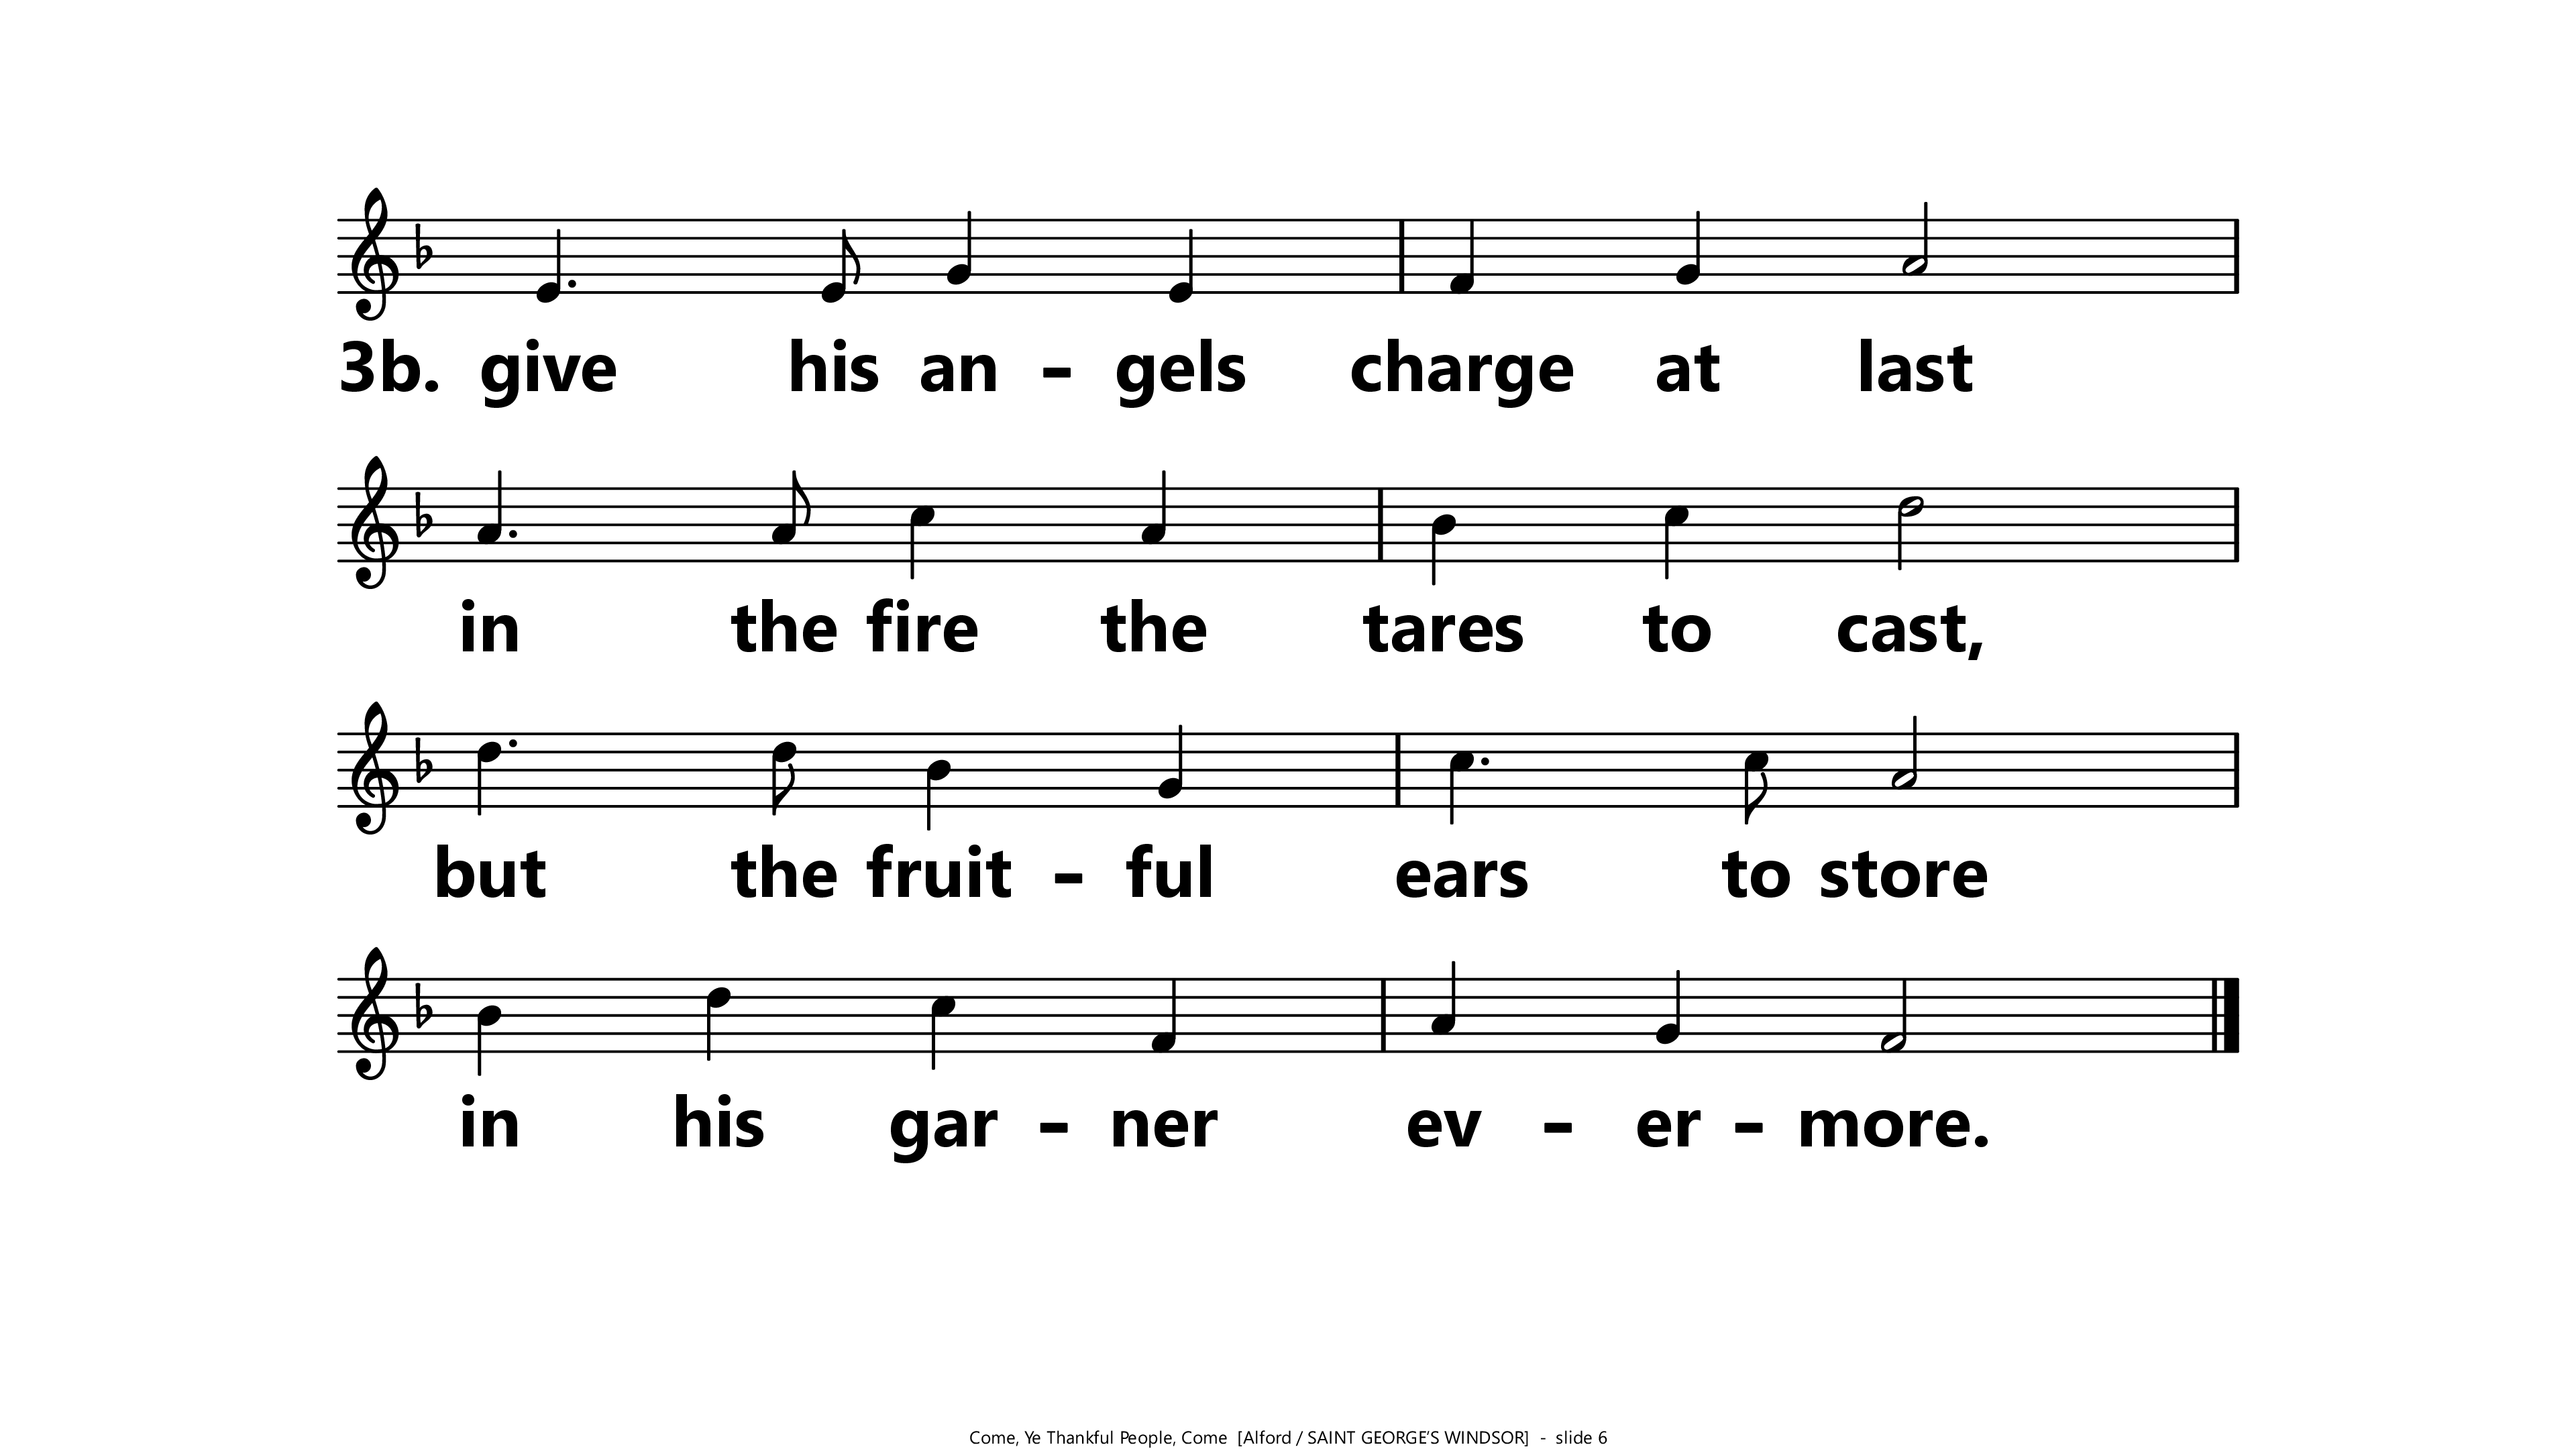 3b. give his an - gels charge at last
in the fire the tares to cast,
but the fruit - ful ears to store
in his gar - ner ev - er - more.
Come, Ye Thankful People, Come [Alford / SAINT GEORGE'S WINDSOR] - slide 6